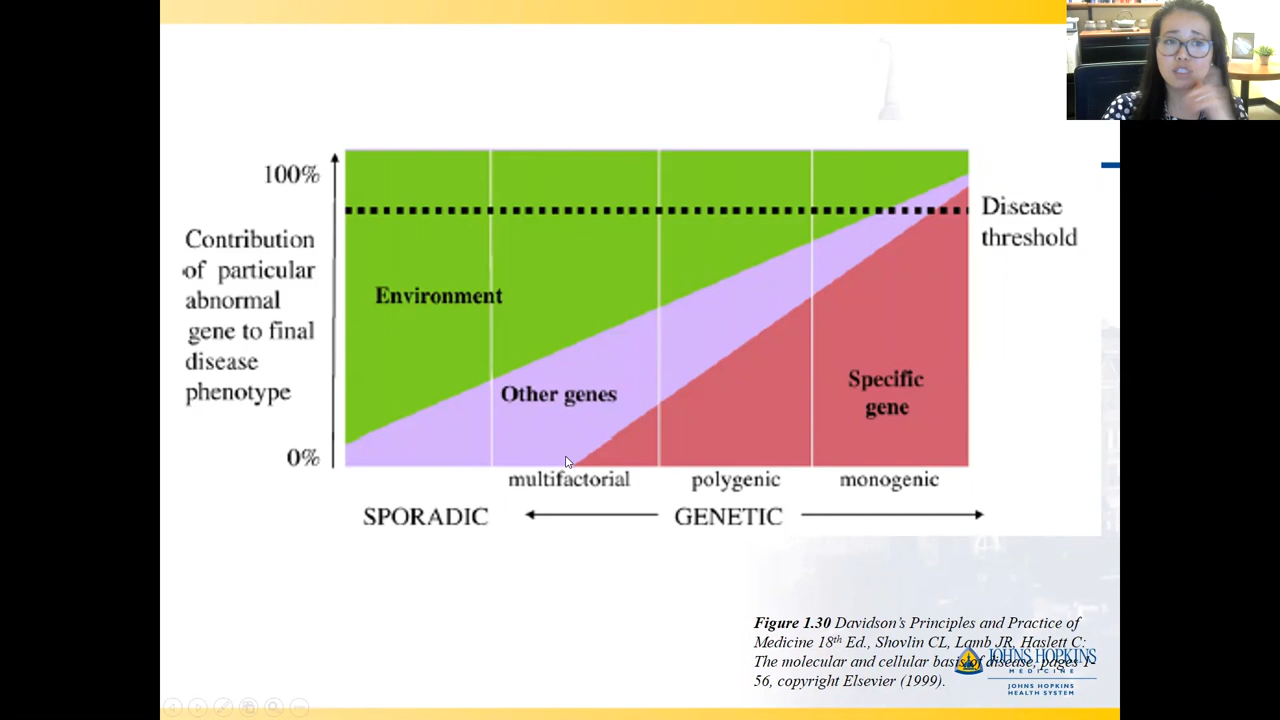 100%
Contribution
of particular
abnormal
gene to final
disease
phenotype
0%
Disease
threshold
Environment
Other genes
Specific
gene
multifactorial
polygenic
monogenic
SPORADIC
GENETIC
Figure 1.30 Davidson's Principles and Practice of
Medicine 18th Ed., Shovlin CL, Lamb JR, Haslett C:
The molecular and cellular basis of disease, pages 1-
56, copyright Elsevier (1999).
JOHNS HOPKINS
MEDICINE
JOHNS HOPKINS
HEALTH SYSTEM